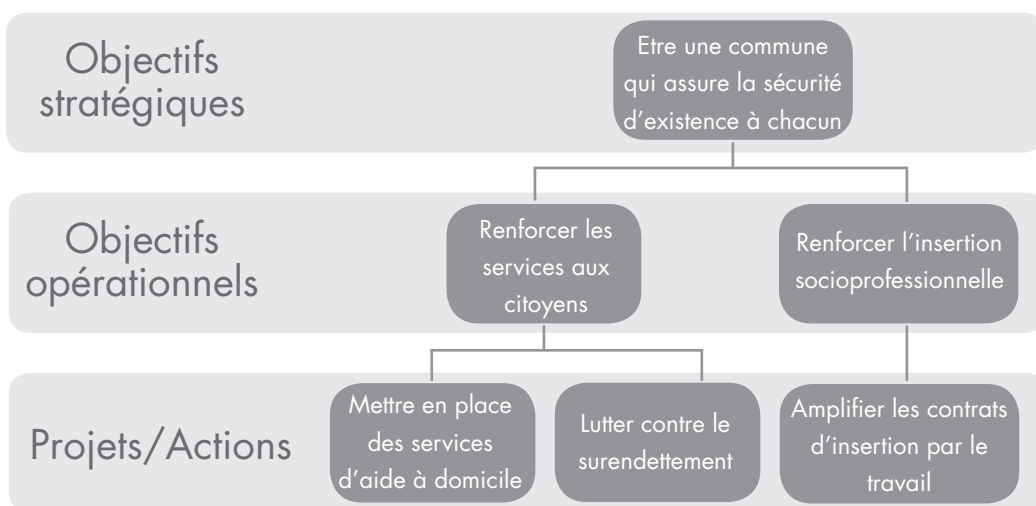 Objectifs
stratégiques
Etre une commune
qui assure la sécurité
d’existence à chacun
Objectifs
opérationnels
Renforcer les
services aux
citoyens
Renforcer l’insertion
socioprofessionnelle
Projets/Actions
Mettre en place
des services
d’aide à domicile
Lutter contre le
surendettement
Amplifier les contrats
d’insertion par le
travail